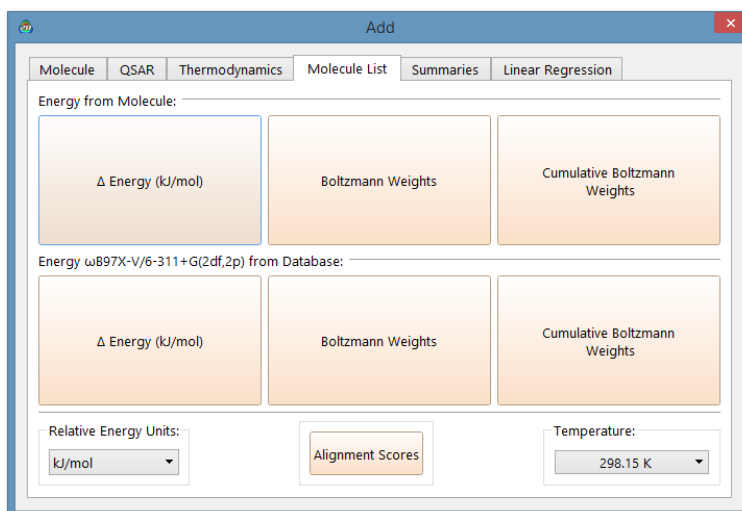 Add
Molecule QSAR Thermodynamics Molecule List Summaries Linear Regression
Energy from Molecule:
Δ Energy (kJ/mol)
Boltzmann Weights
Cumulative Boltzmann
Weights
Energy ωB97X-V/6-311+G(2df,2p) from Database:
Δ Energy (kJ/mol)
Boltzmann Weights
Cumulative Boltzmann
Weights
Relative Energy Units:
kJ/mol
Alignment Scores
Temperature:
298.15 K